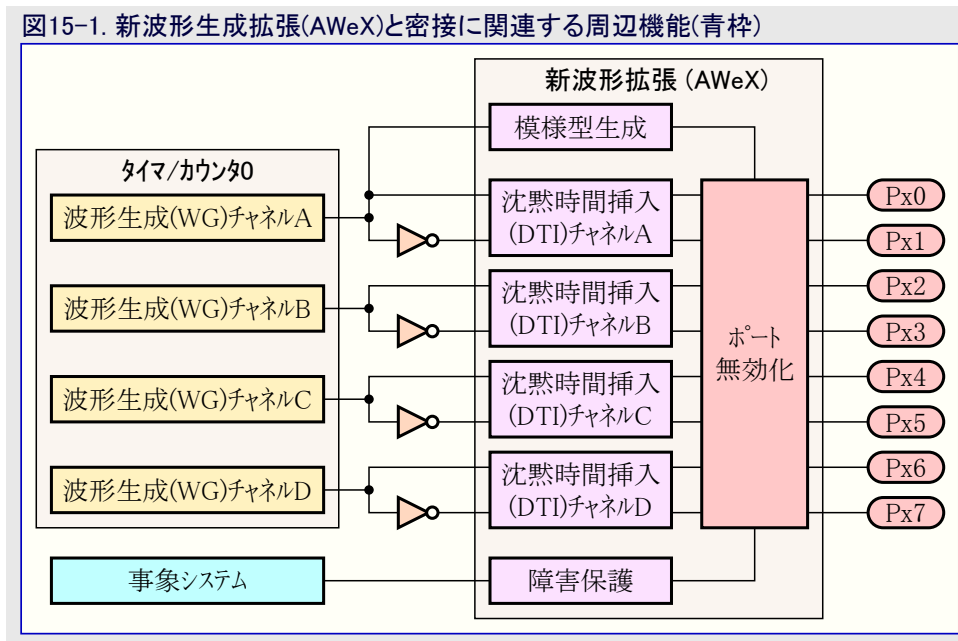 図15-1. 新波形生成拡張(AWeX)と密接に関連する周辺機能(青枠)
新波形拡張 (AWeX)
模様型生成
タイマ/カウンタ0
波形生成(WG)チャネルA
沈黙時間挿入
(DTI)チャネルA
Px0
Px1
波形生成(WG)チャネルB
沈黙時間挿入
(DTI)チャネルB
Px2
Px3
ポート
無効化
波形生成(WG)チャネルC
沈黙時間挿入
(DTI)チャネルC
Px4
Px5
波形生成(WG)チャネルD
沈黙時間挿入
(DTI)チャネルD
Px6
Px7
事象システム
障害保護